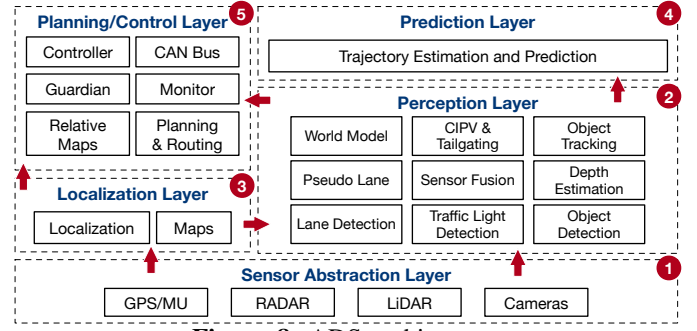 Planning/Control Layer 5
Controller CAN Bus
Guardian Monitor
Relative Maps
Planning & Routing
Prediction Layer 4
Trajectory Estimation and Prediction
Perception Layer 2
World Model
CIPV & Tailgating
Object Tracking
Pseudo Lane
Sensor Fusion
Depth Estimation
Lane Detection
Traffic Light Detection
Object Detection
Localization Layer 3
Localization Maps
Sensor Abstraction Layer 1
GPS/MU RADAR LiDAR Cameras